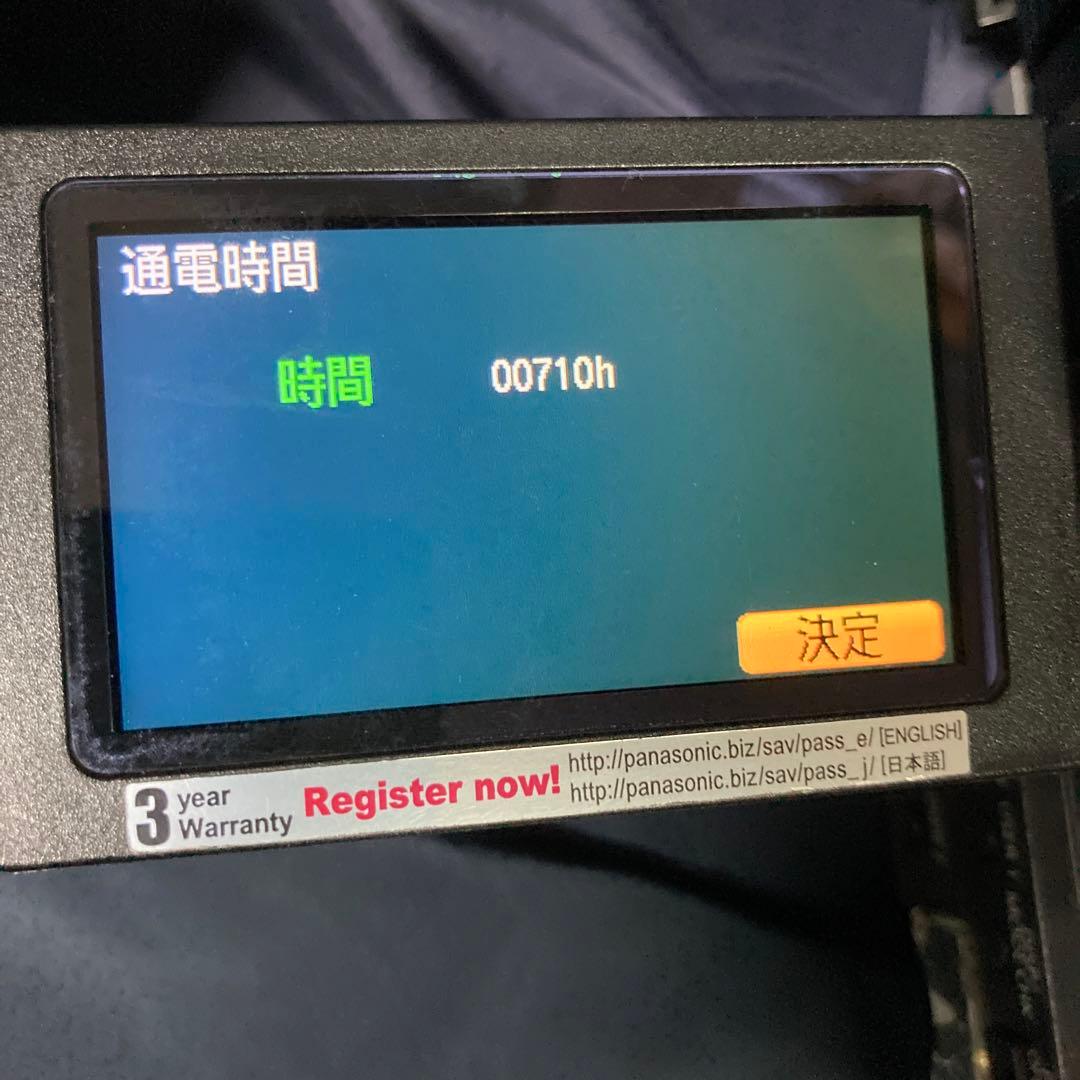 通電時間
時間 00710h
決定
3 year Warranty
Register now!
http://panasonic.biz/sav/pass_e/ [ENGLISH]
http://panasonic.biz/sav/pass_j/ [日本語]